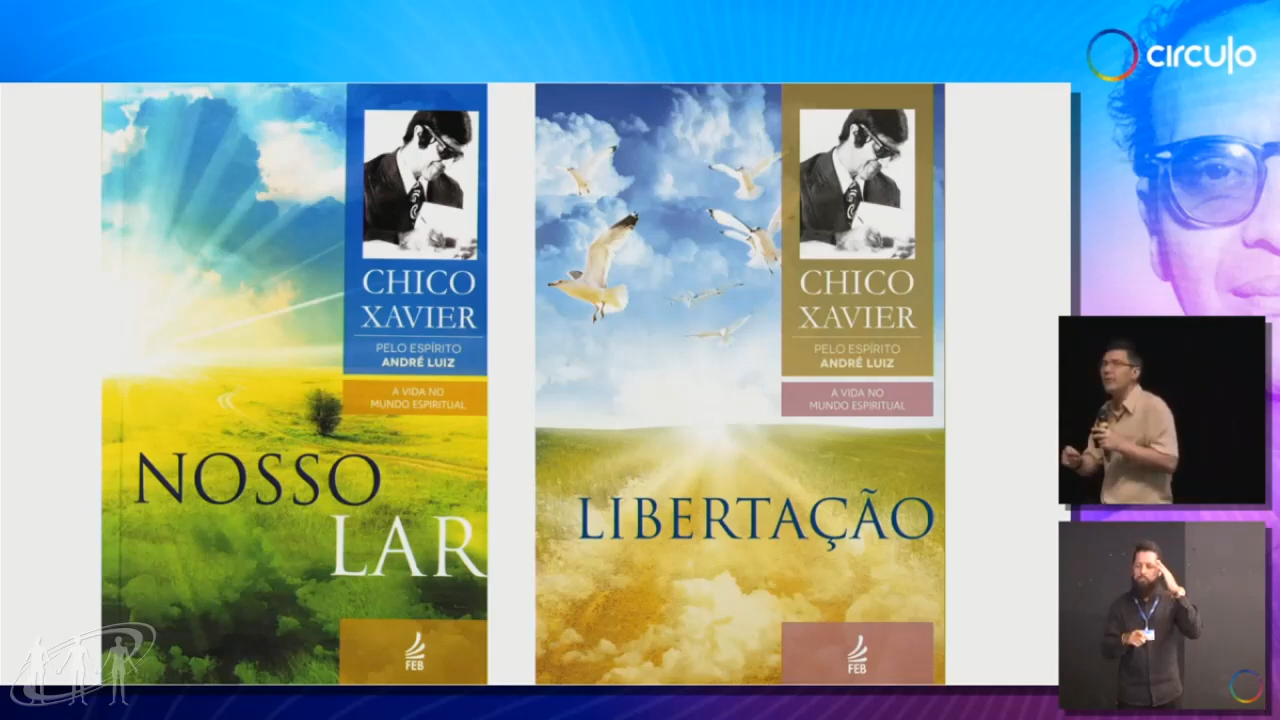 circulo
CHICO
XAVIER
PELO ESPÍRITO
ANDRÉ LUIZ
A VIDA NO
MUNDO ESPIRITUAL
NOSSO
LAR
FEB
CHICO
XAVIER
PELO ESPÍRITO
ANDRÉ LUIZ
A VIDA NO
MUNDO ESPIRITUAL
LIBERTAÇÃO
FEB